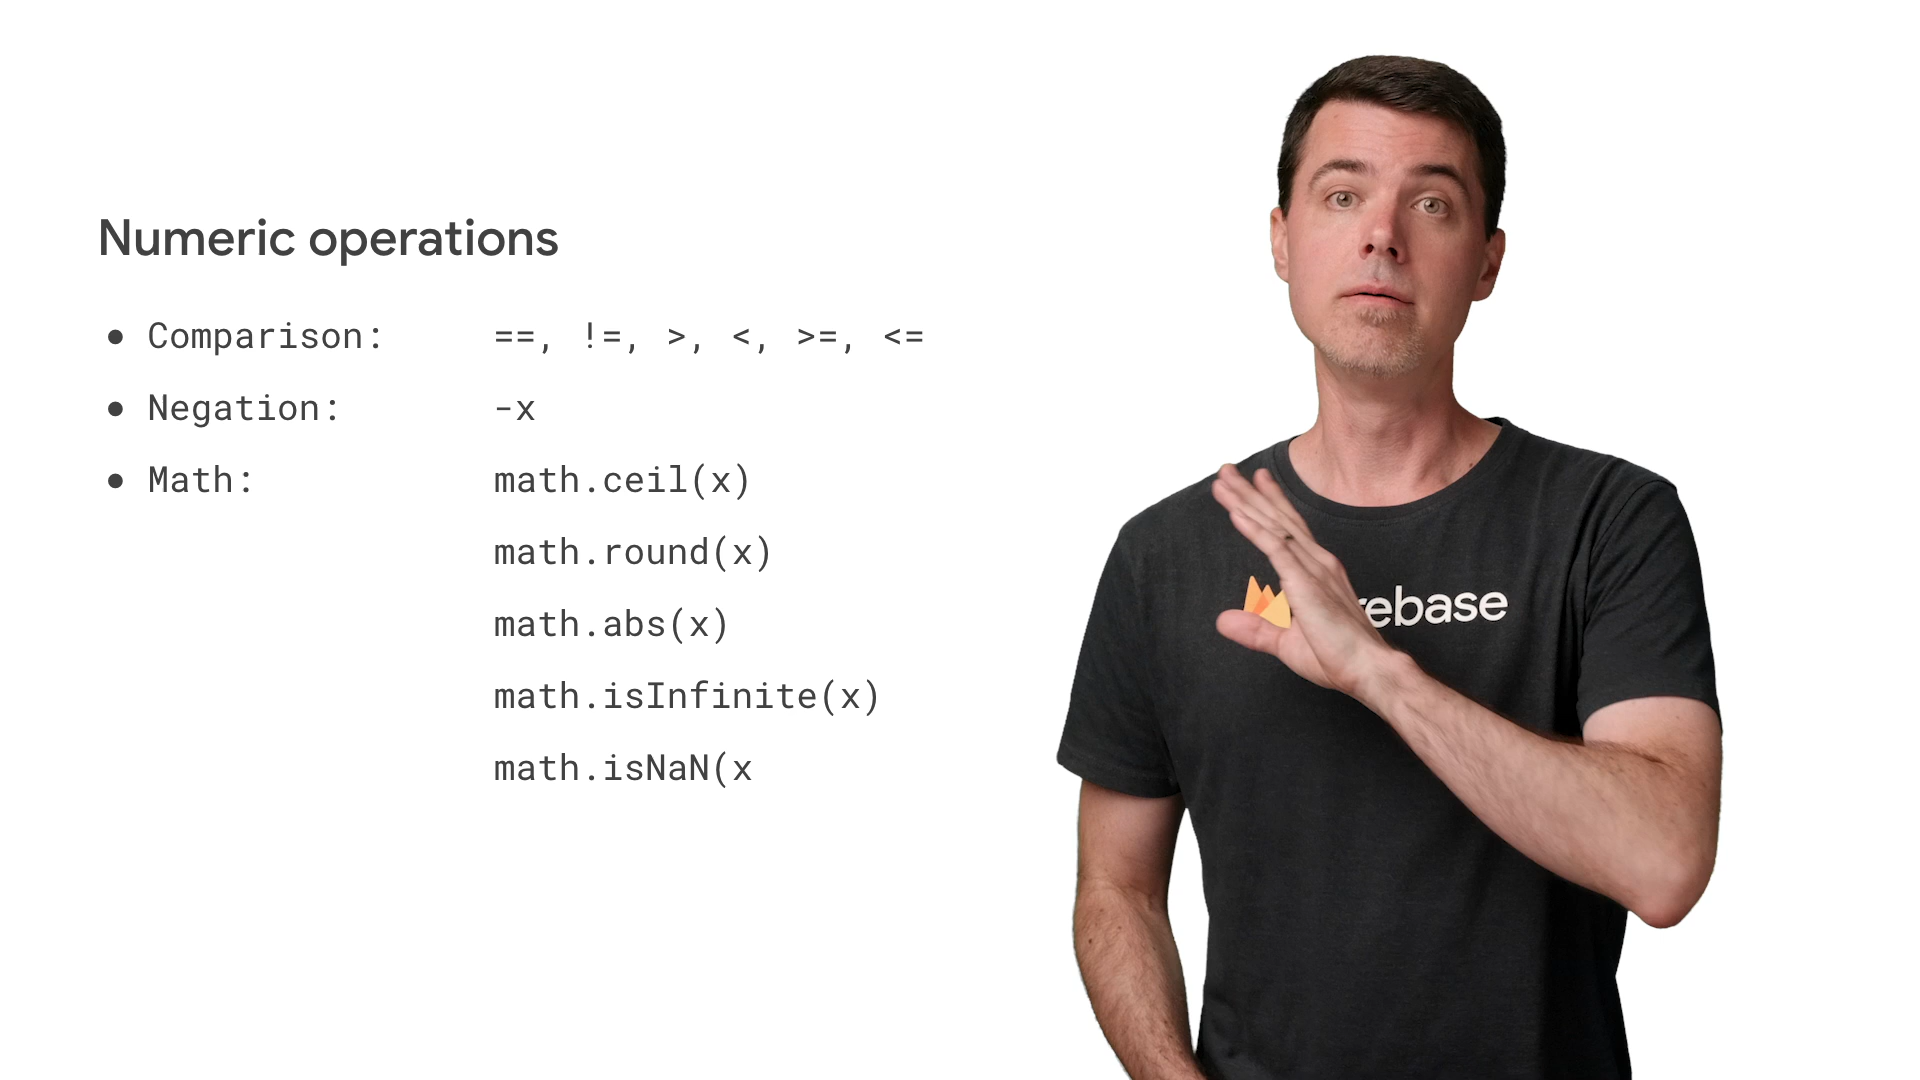 Numeric operations
• Comparison: ==, !=, >, <, >=, <=
• Negation: -x
• Math: math.ceil(x)
math.round(x)
math.abs(x)
math.isInfinite(x)
math.isNaN(x
rebase